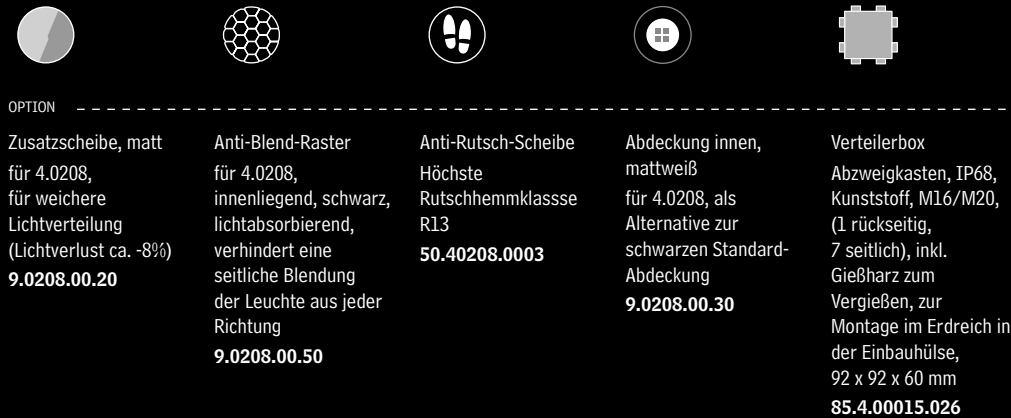 OPTION
Zusatzscheibe, matt
für 4.0208,
für weichere
Lichtverteilung
(Lichtverlust ca. -8%)
9.0208.00.20
Anti-Blend-Raster
für 4.0208,
innenliegend, schwarz,
lichtabsorbierend,
verhindert eine
seitliche Blendung
der Leuchte aus jeder
Richtung
9.0208.00.50
Anti-Rutsch-Scheibe
Höchste
Rutschhemmklassse
R13
50.40208.0003
Abdeckung innen,
mattweiß
für 4.0208, als
Alternative zur
schwarzen Standard-
Abdeckung
9.0208.00.30
Verteilerbox
Abzweigkasten, IP68,
Kunststoff, M16/M20,
(1 rückseitig,
7 seitlich), inkl.
Gießharz zum
Vergießen, zur
Montage im Erdreich in
der Einbauhülse,
92 x 92 x 60 mm
85.4.00015.026